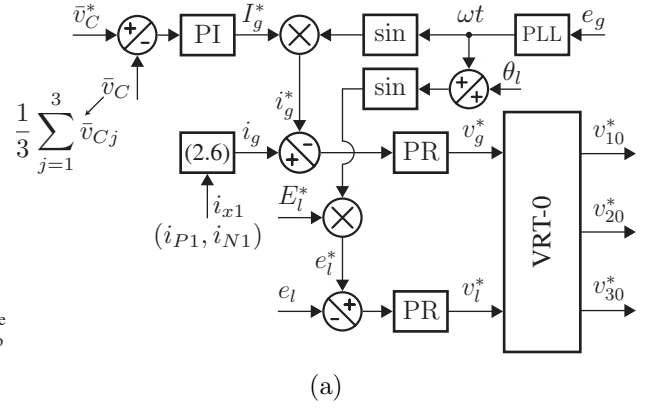 v̄*_C
I*_g
ωt
e_g
PI
sin
PLL
+ -
v̄_C
sin
+ +
θ_l
1/3 ∑ v̄_Cj
3
j=1
i*_g
(2.6)
i_g
+ -
PR
v*_g
VRT-0
v*_10
i_x1
(i_P1, i_N1)
E*_l
v*_20
e*_l
e_l
+ -
PR
v*_l
v*_30
(a)